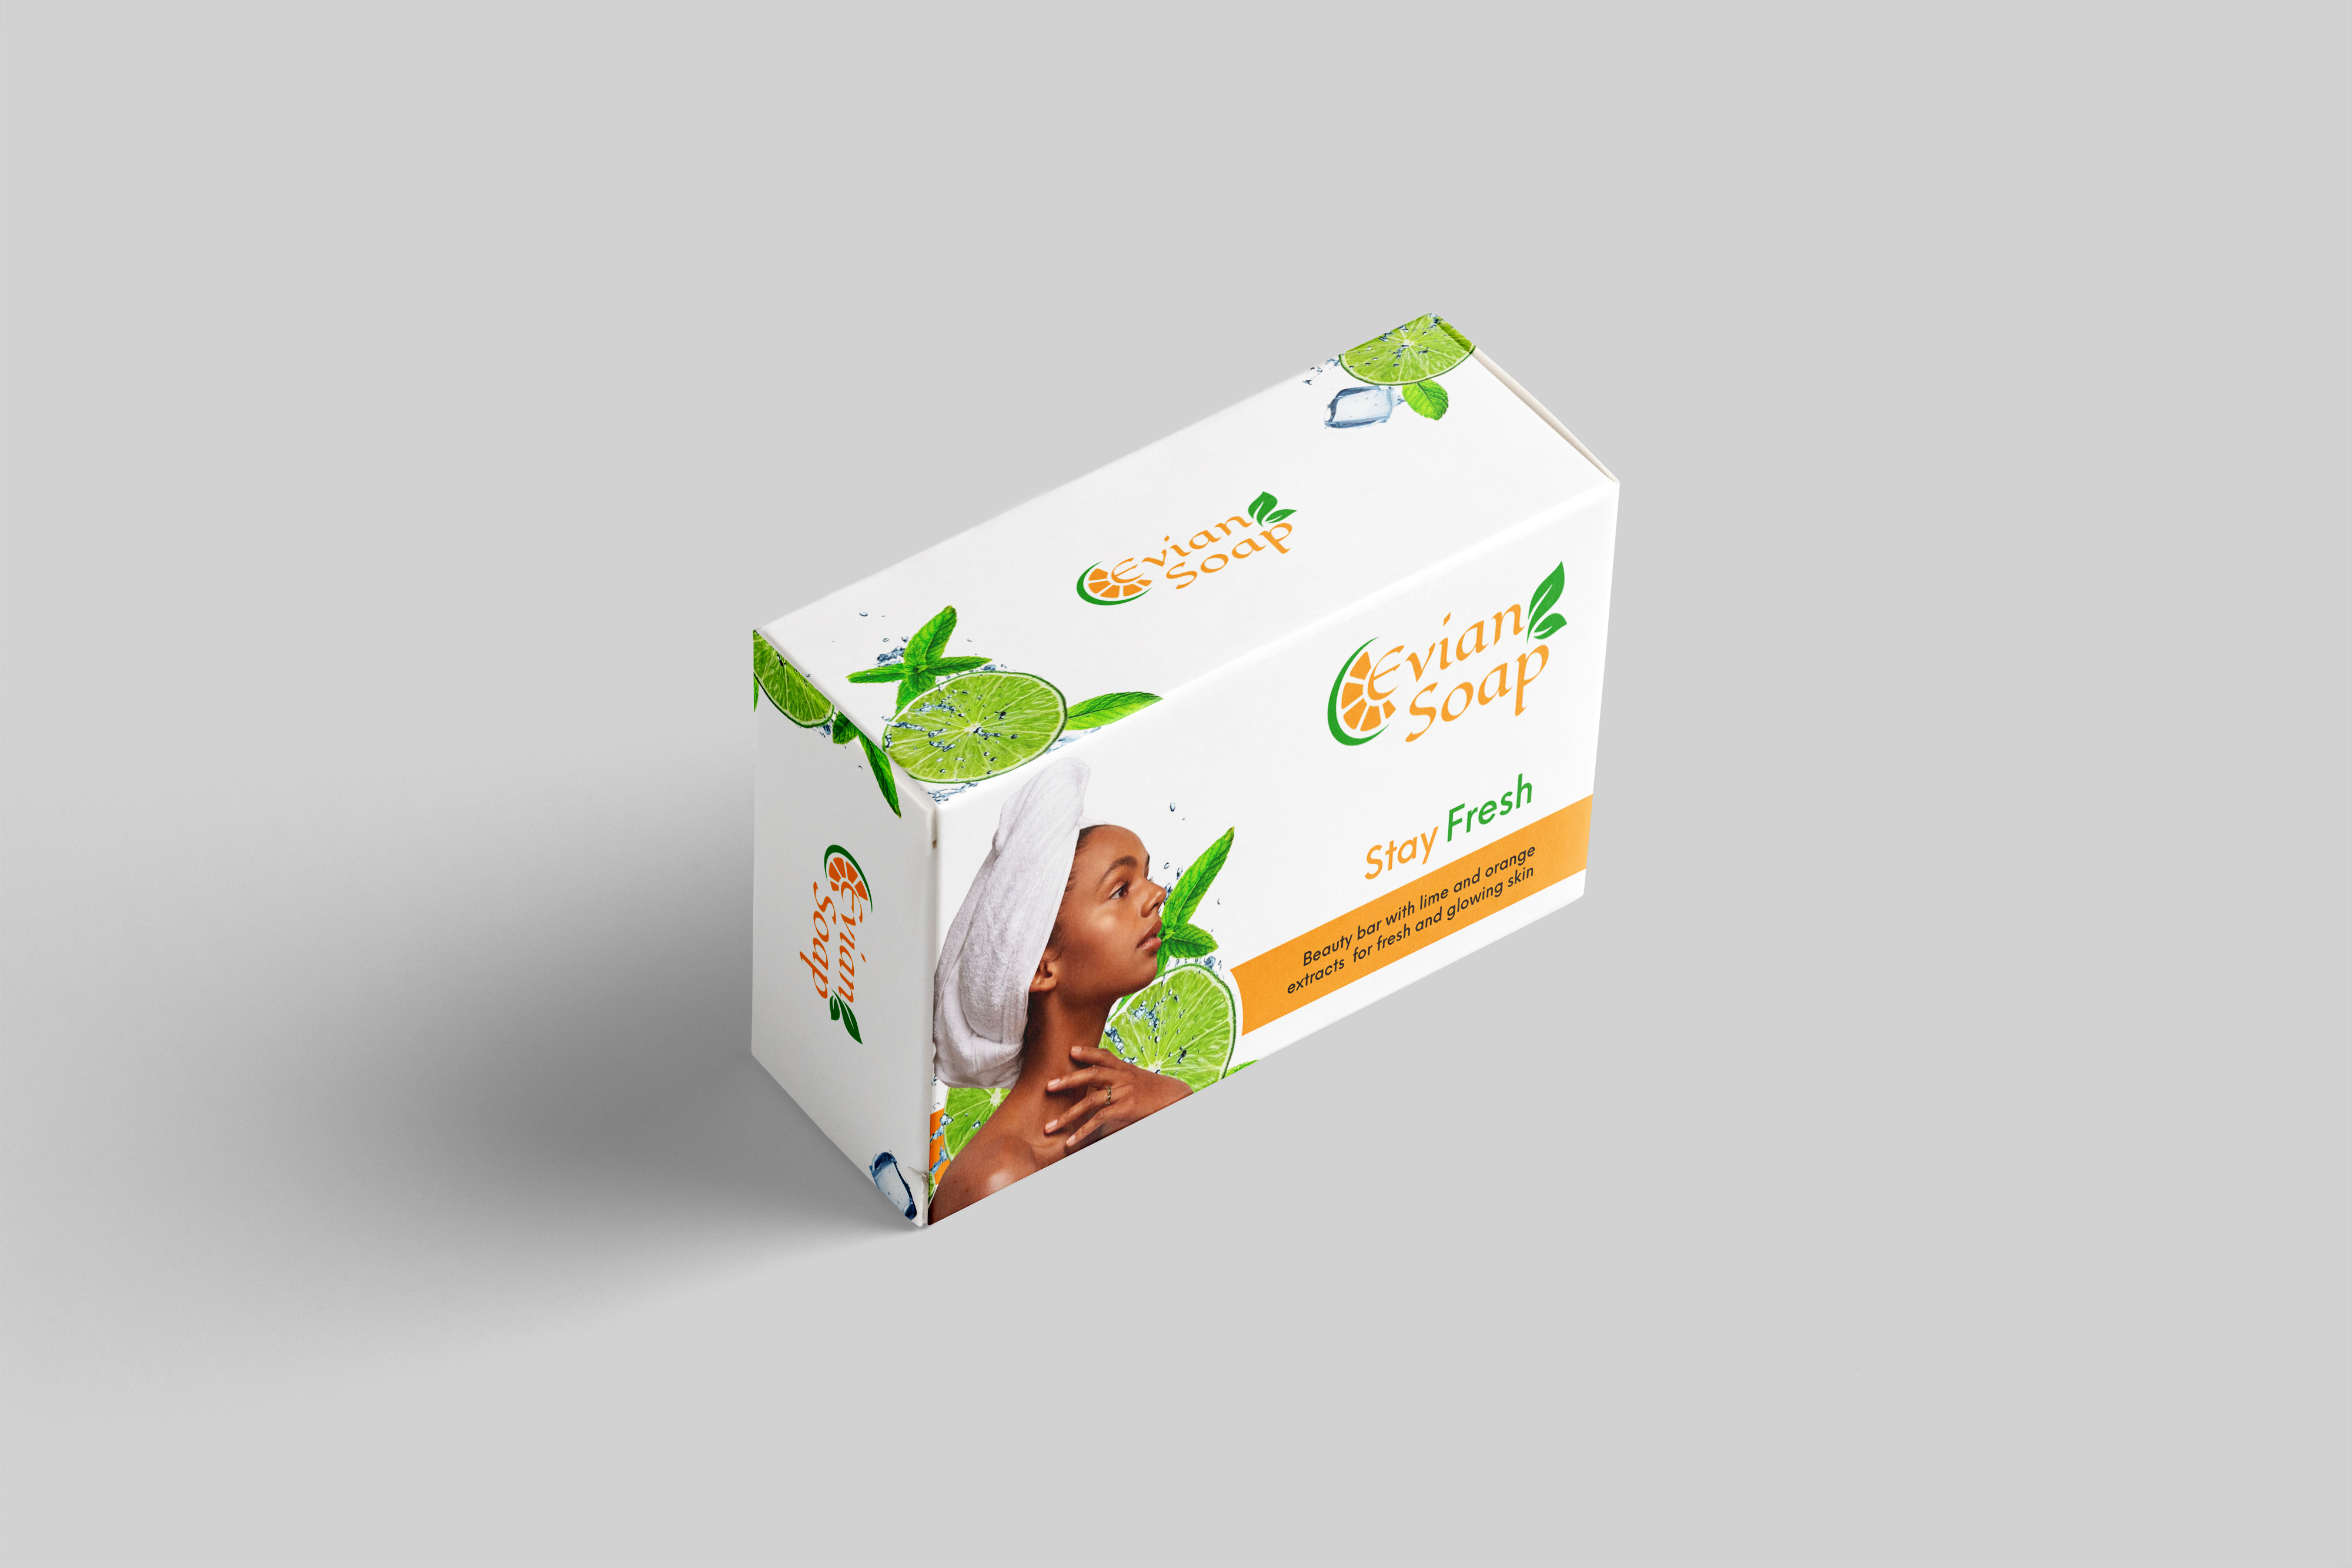 Evian
Soap
Evian
Soap
Stay Fresh
Beauty bar with lime and orange
extracts for fresh and glowing skin
Evian
Soap